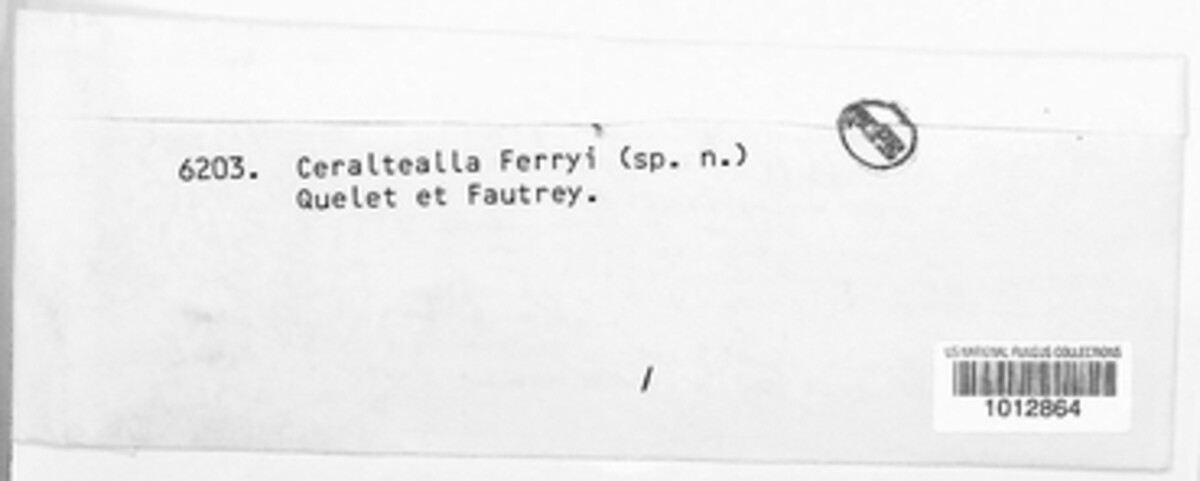 6203. Ceraltealla Ferryi (sp. n.)
Quelet et Fautrey.
/
US NATIONAL FUNGUS COLLECTIONS
1012864